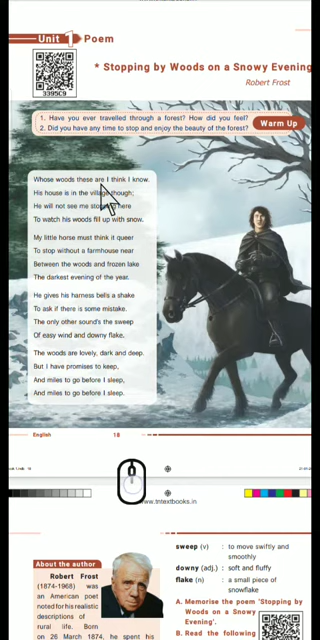 Unit 1 Poem
3395C9
* Stopping by Woods on a Snowy Evening
Robert Frost
1. Have you ever travelled through a forest? How did you feel?
2. Did you have any time to stop and enjoy the beauty of the forest?
Warm Up
Whose woods these are I think I know.
His house is in the village though;
He will not see me stopping here
To watch his woods fill up with snow.
My little horse must think it queer
To stop without a farmhouse near
Between the woods and frozen lake
The darkest evening of the year.
He gives his harness bells a shake
To ask if there is some mistake.
The only other sound's the sweep
Of easy wind and downy flake.
The woods are lovely, dark and deep.
But I have promises to keep,
And miles to go before I sleep,
And miles to go before I sleep.
English
18
www.tntextbooks.in
About the author
Robert Frost
(1874-1968) was
an American poet
noted for his realistic
descriptions of
rural life. Born
on 26 March 1874, he spent his
sweep (v) : to move swiftly and
smoothly
downy (adj.) : soft and fluffy
flake (n) : a small piece of
snowflake
A. Memorise the poem 'Stopping
by Woods on a Snowy
Evening'.
B. Read the following